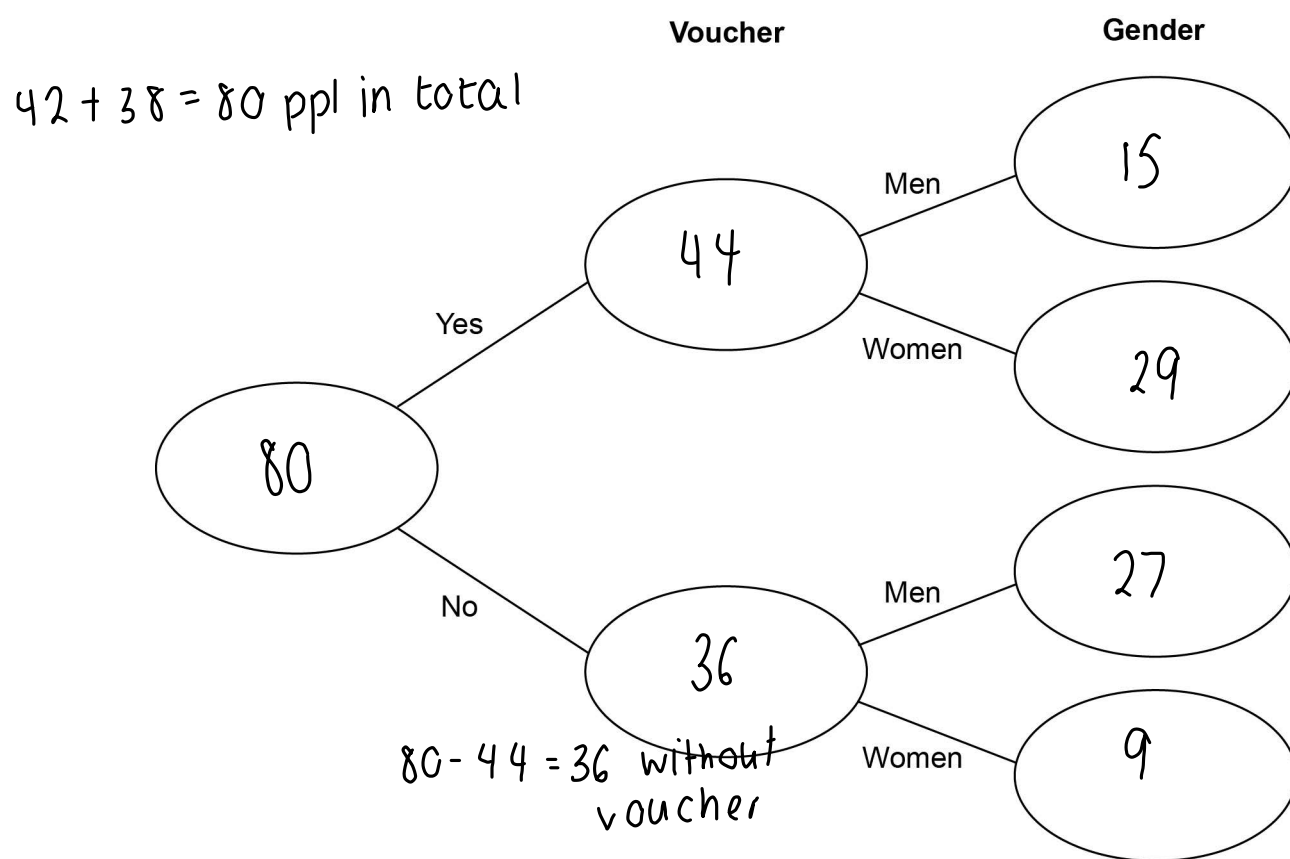 Voucher
Gender
42 + 38 = 80 ppl in total
15
Men
44
Yes
Women
29
80
27
Men
No
36
9
80 - 44 = 36 without
Women
voucher